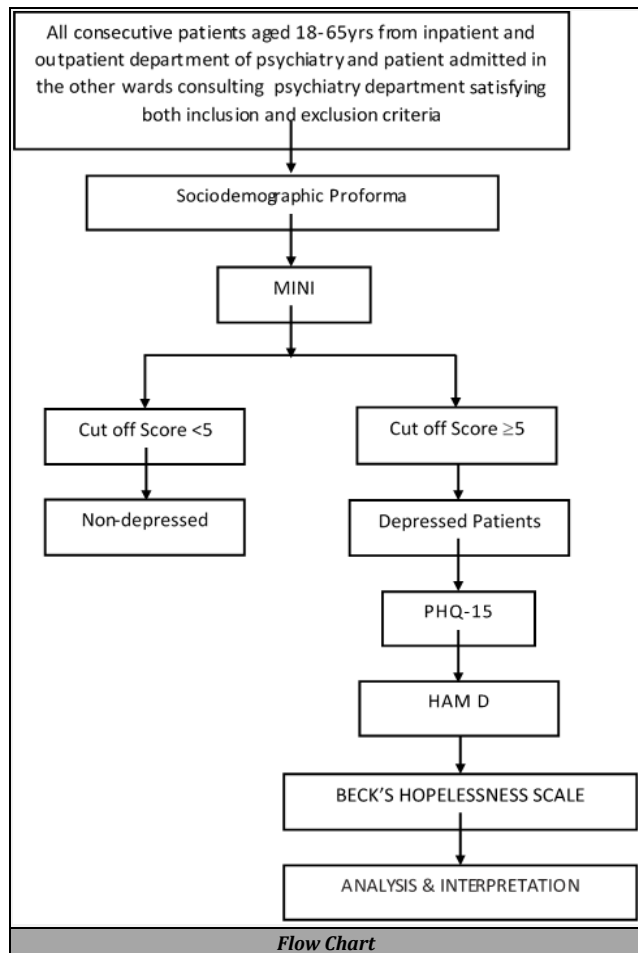 All consecutive patients aged 18-65yrs from inpatient and
outpatient department of psychiatry and patient admitted in
the other wards consulting psychiatry department satisfying
both inclusion and exclusion criteria
Sociodemographic Proforma
MINI
Cut off Score <5
Cut off Score ≥5
Non-depressed
Depressed Patients
PHQ-15
HAM D
BECK'S HOPELESSNESS SCALE
ANALYSIS & INTERPRETATION
Flow Chart